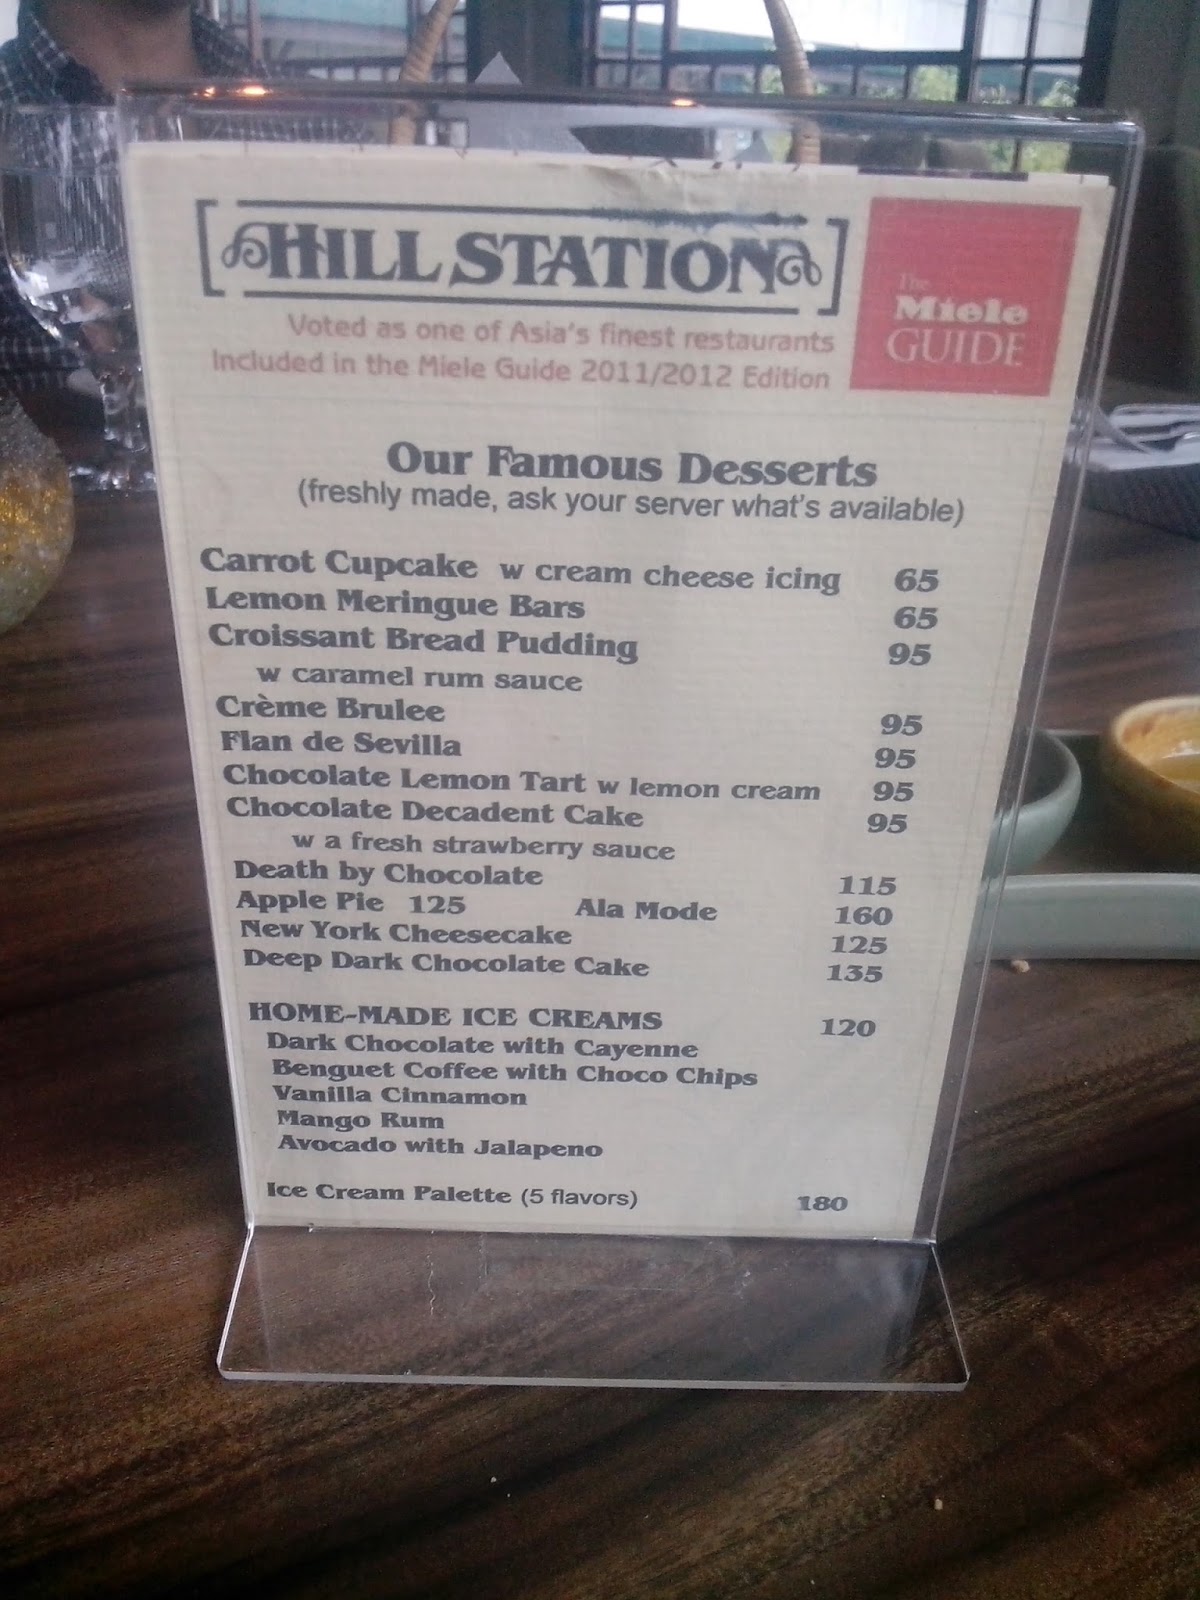 HILL STATION
The
Miele
GUIDE
Voted as one of Asia's finest restaurants
Included in the Miele Guide 2011/2012 Edition
Our Famous Desserts
(freshly made, ask your server what's available)
Carrot Cupcake w cream cheese icing 65
Lemon Meringue Bars 65
Croissant Bread Pudding 95
w caramel rum sauce
Crème Brulee 95
Flan de Sevilla 95
Chocolate Lemon Tart w lemon cream 95
Chocolate Decadent Cake 95
w a fresh strawberry sauce
Death by Chocolate 115
Apple Pie 125 Ala Mode 160
New York Cheesecake 125
Deep Dark Chocolate Cake 135
HOME-MADE ICE CREAMS 120
Dark Chocolate with Cayenne
Benguet Coffee with Choco Chips
Vanilla Cinnamon
Mango Rum
Avocado with Jalapeno
Ice Cream Palette (5 flavors) 180